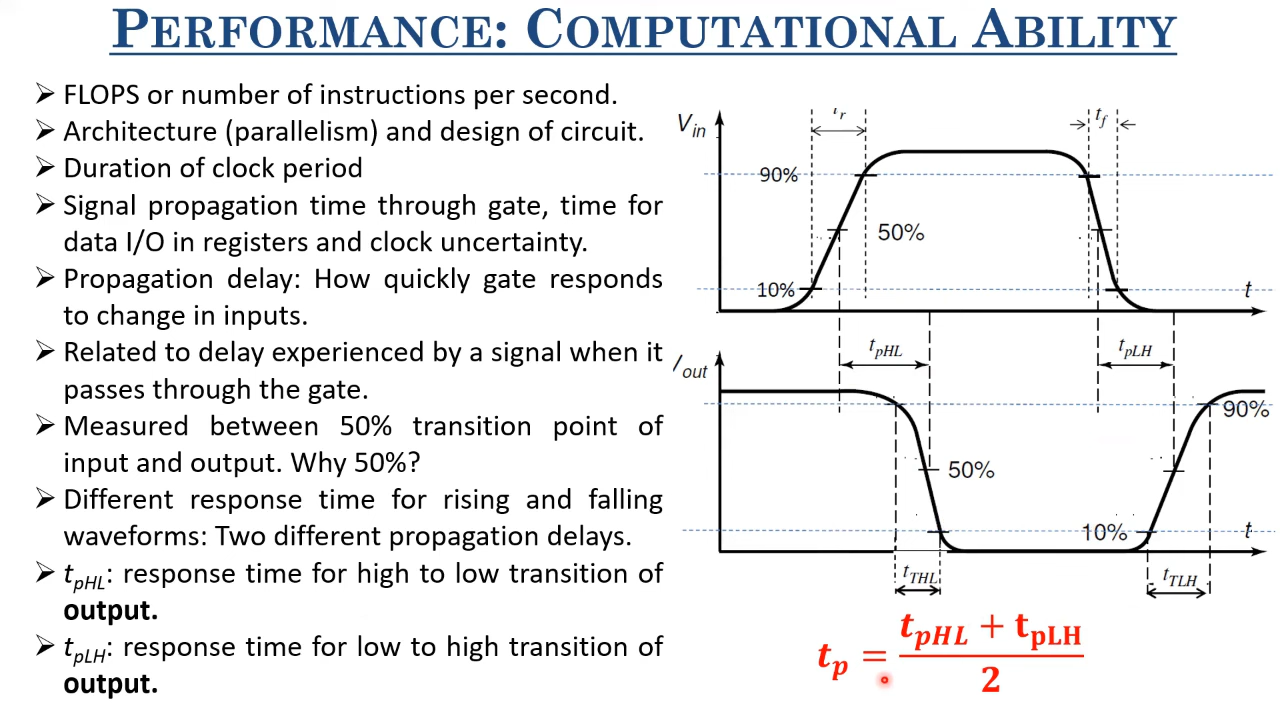 PERFORMANCE: COMPUTATIONAL ABILITY
➢ FLOPS or number of instructions per second.
➢ Architecture (parallelism) and design of circuit.
➢ Duration of clock period
➢ Signal propagation time through gate, time for
data I/O in registers and clock uncertainty.
➢ Propagation delay: How quickly gate responds
to change in inputs.
➢ Related to delay experienced by a signal when it
passes through the gate.
➢ Measured between 50% transition point of
input and output. Why 50%?
➢ Different response time for rising and falling
waveforms: Two different propagation delays.
➢ tpHL: response time for high to low transition of
output.
➢ tpLH: response time for low to high transition of
output.
Vin
tr
tf
90%
50%
10%
t
tpHL
tpLH
Vout
90%
50%
10%
t
tTHL
tTLH
tp = (tpHL + tpLH) / 2